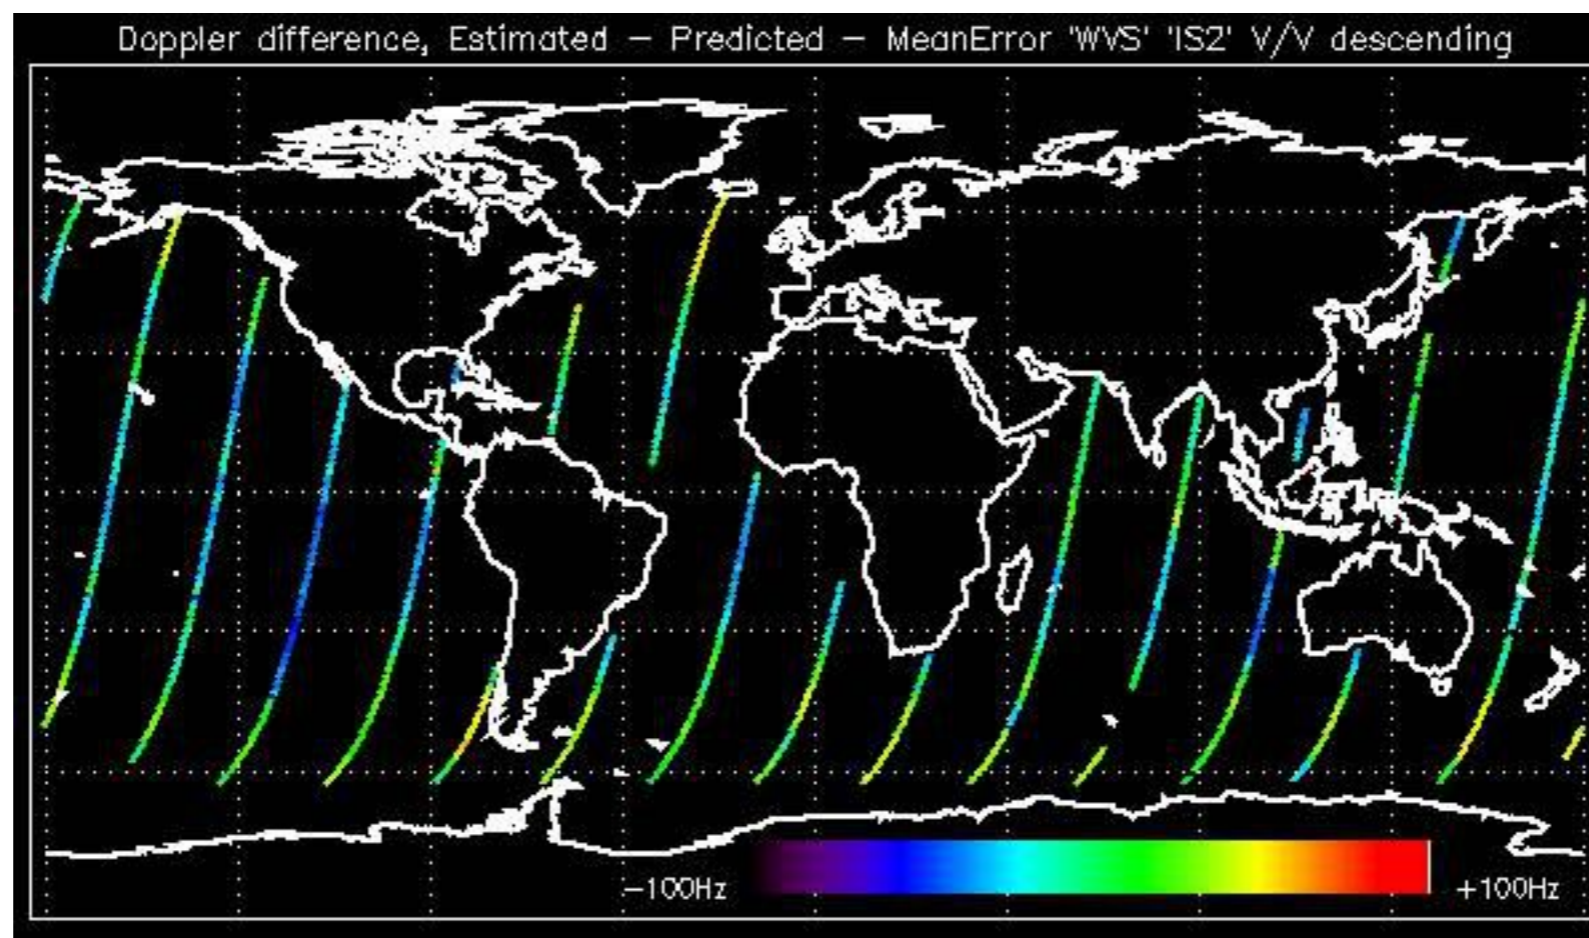 Doppler difference, Estimated – Predicted – MeanError 'WVS' 'IS2' V/V descending
–100Hz
+100Hz